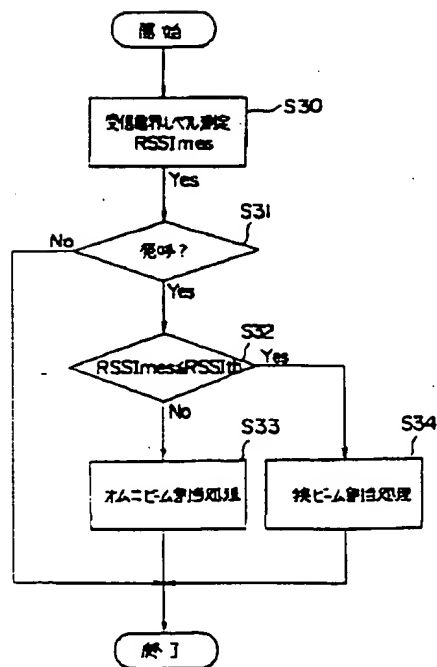 開始
受信電界レベル測定
RSSImes
S30
Yes
S31
No
発呼?
Yes
S32
RSSImes≤RSSIth
Yes
No
S33
S34
オムニビーム割当処理
狭ビーム割当処理
終了